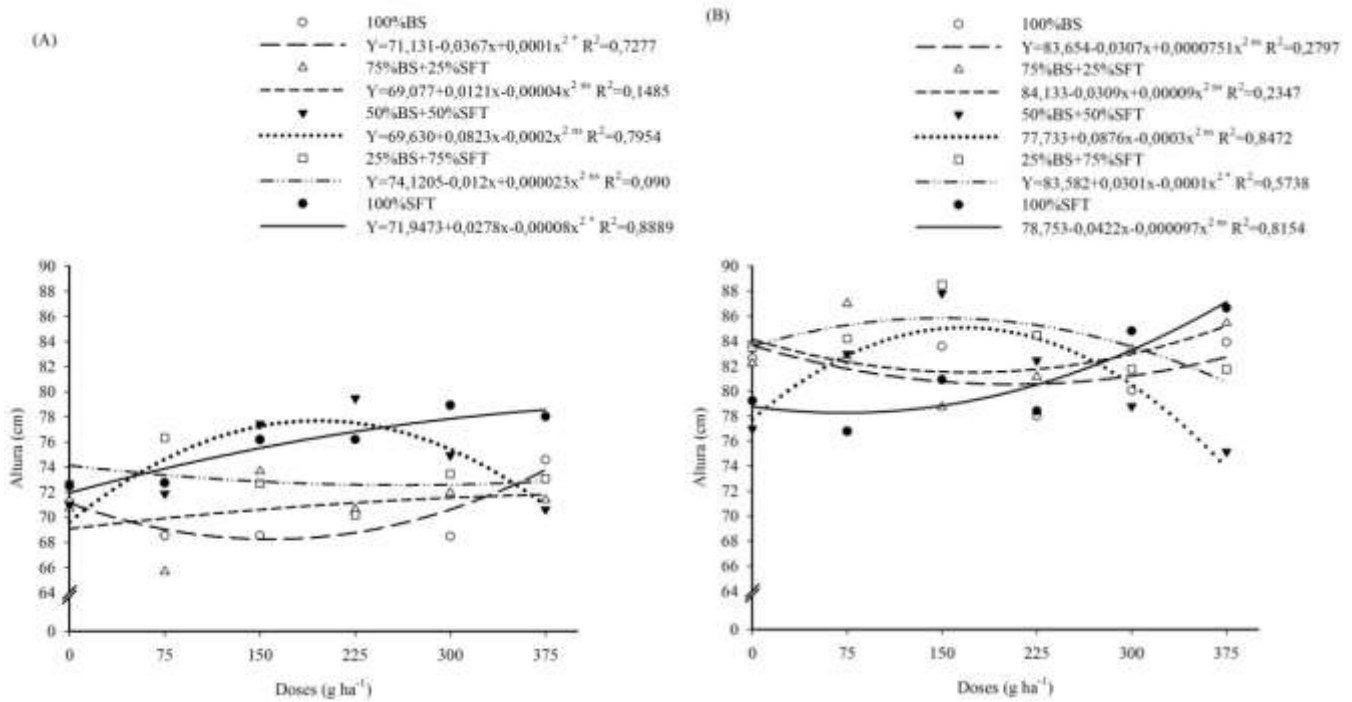 (A)
100%BS
Y=71,131-0,0367x+0,0001x² * R²=0,7277
75%BS+25%SFT
Y=69,077+0,0121x-0,00004x² ns R²=0,1485
50%BS+50%SFT
Y=69,630+0,0823x-0,0002x² ns R²=0,7954
25%BS+75%SFT
Y=74,1205-0,012x+0,000023x² ns R²=0,090
100%SFT
Y=71,9473+0,0278x-0,00008x² * R²=0,8889
90
88
86
84
82
80
78
76
74
72
70
68
66
64
0
Altura (cm)
0 75 150 225 300 375
Doses (g ha⁻¹)
(B)
100%BS
Y=83,654-0,0307x+0,0000751x² ns R²=0,2797
75%BS+25%SFT
84,133-0,0309x+0,00009x² ns R²=0,2347
50%BS+50%SFT
77,733+0,0876x-0,0003x² ns R²=0,8472
25%BS+75%SFT
Y=83,582+0,0301x-0,0001x² * R²=0,5738
100%SFT
78,753-0,0422x-0,000097x² ns R²=0,8154
90
88
86
84
82
80
78
76
74
72
70
68
66
64
0
Altura (cm)
0 75 150 225 300 375
Doses (g ha⁻¹)